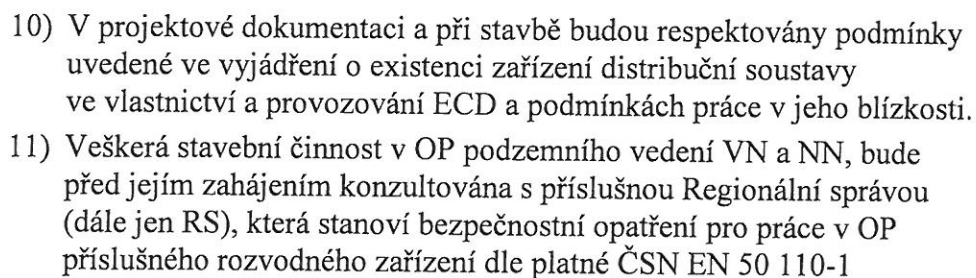 10) V projektové dokumentaci a při stavbě budou respektovány podmínky
uvedené ve vyjádření o existenci zařízení distribuční soustavy
ve vlastnictví a provozování ECD a podmínkách práce v jeho blízkosti.
11) Veškerá stavební činnost v OP podzemního vedení VN a NN, bude
před jejím zahájením konzultována s příslušnou Regionální správou
(dále jen RS), která stanoví bezpečnostní opatření pro práce v OP
příslušného rozvodného zařízení dle platné ČSN EN 50 110-1